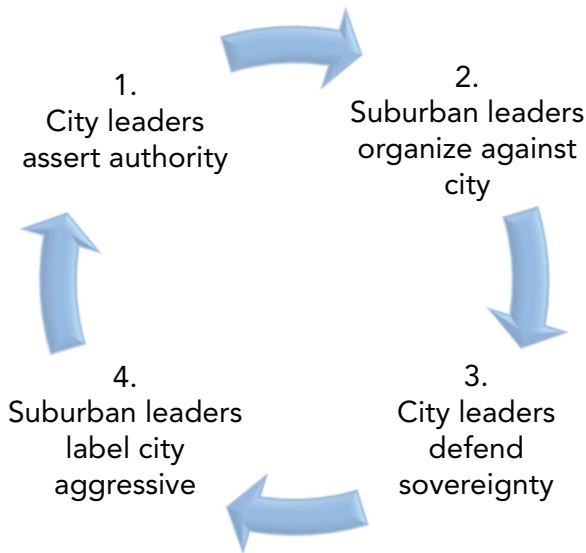 1.
City leaders
assert authority
2.
Suburban leaders
organize against
city
3.
City leaders
defend
sovereignty
4.
Suburban leaders
label city
aggressive